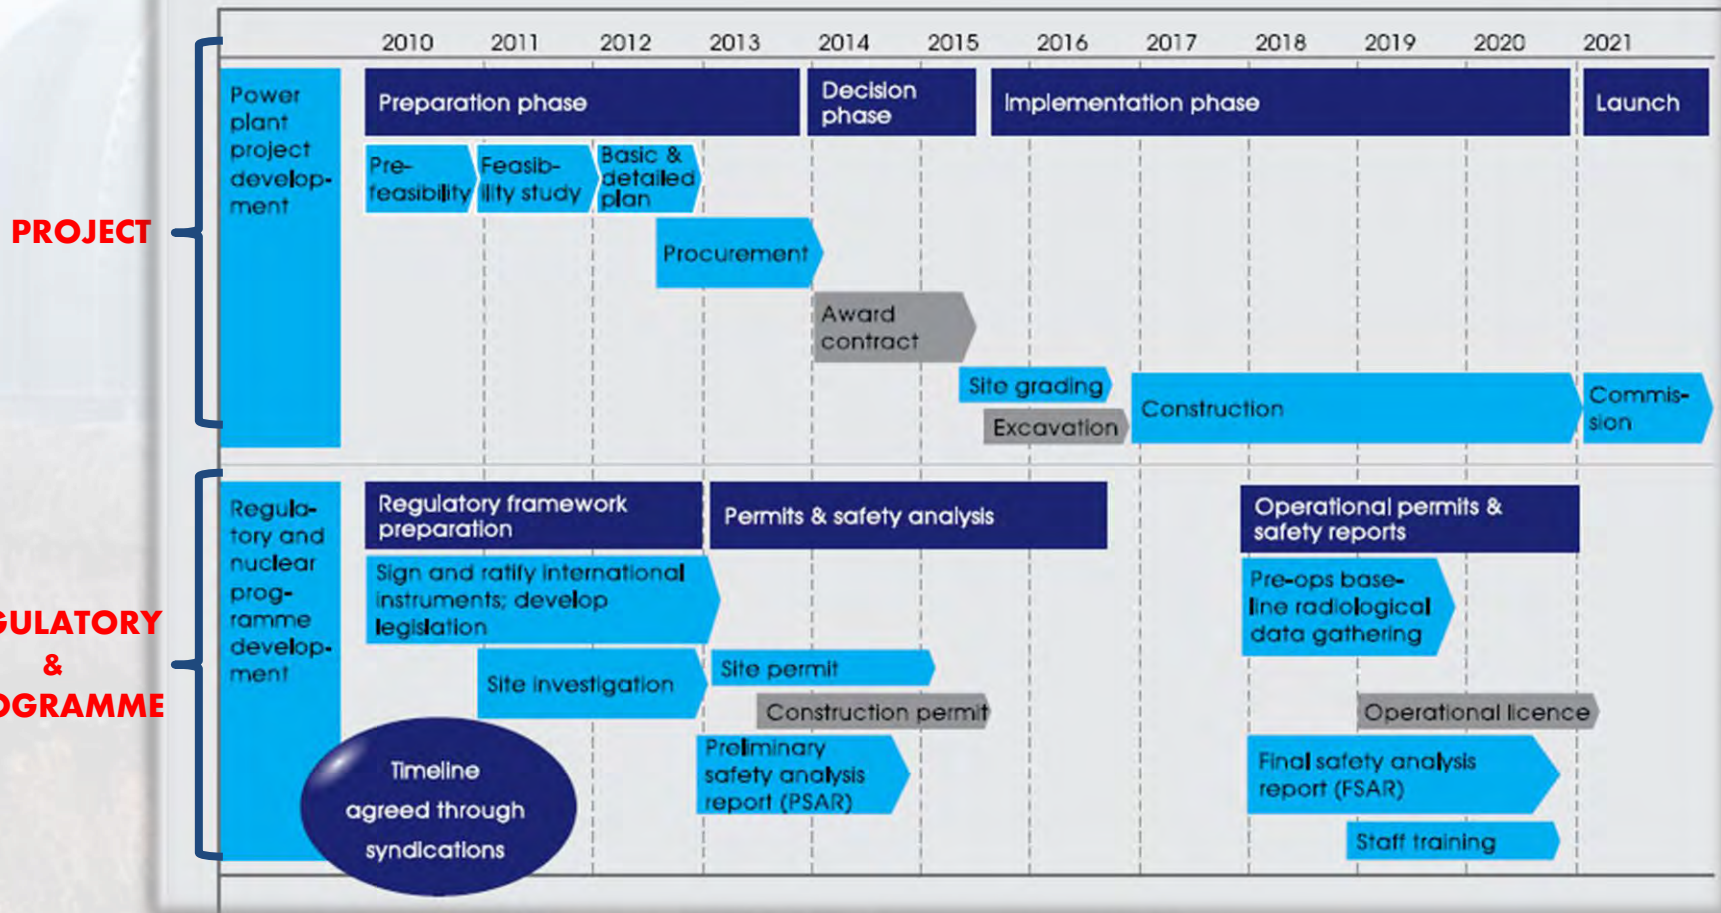 2010 2011 2012 2013 2014 2015 2016 2017 2018 2019 2020 2021
PROJECT
Power
plant
project
develop-
ment
Preparation phase
Decision
phase
Implementation phase
Launch
Pre-
feasibility
Feasib-
ility study
Basic &
detailed
plan
Procurement
Award
contract
Site grading
Excavation
Construction
Commis-
sion
GULATORY
&
OGRAMME
Regula-
tory and
nuclear
prog-
ramme
develop-
ment
Regulatory framework
preparation
Permits & safety analysis
Operational permits &
safety reports
Sign and ratify international
instruments; develop
legislation
Pre-ops base-
line radiological
data gathering
Site investigation
Site permit
Construction permit
Operational licence
Preliminary
safety analysis
report (PSAR)
Final safety analysis
report (FSAR)
Staff training
Timeline
agreed through
syndications